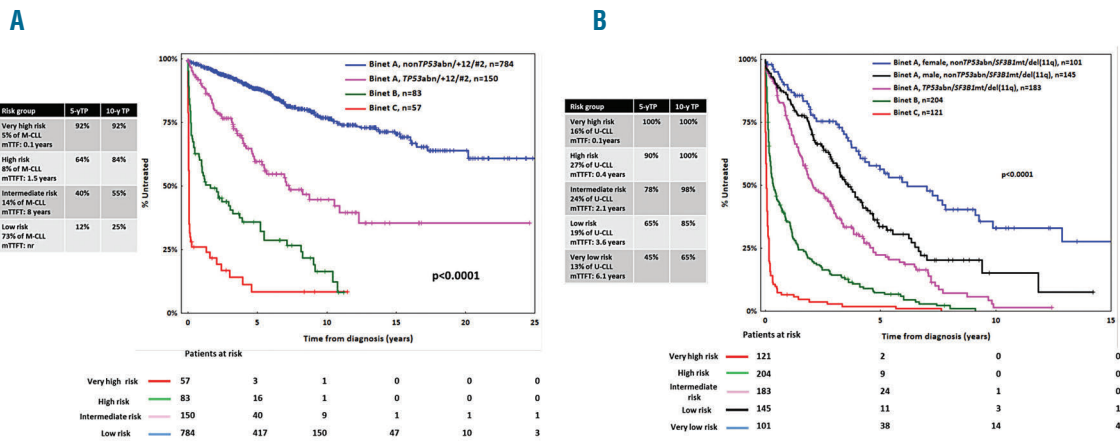 A
B
100%
75%
50%
25%
0%
% Untreated
Binet A, nonTP53abn/+12/#2, n=784
Binet A, TP53abn/+12/#2, n=150
Binet B, n=83
Binet C, n=57
p<0.0001
0 5 10 15 20 25
Time from diagnosis (years)
Risk group 5-yTP 10-y TP
Very high risk 92% 92%
5% of M-CLL
mTTF: 0.1 years
High risk 64% 84%
8% of M-CLL
mTTFT: 1.5 years
Intermediate risk 40% 55%
14% of M-CLL
mTTFT: 8 years
Low risk 12% 25%
73% of M-CLL
mTTFT: nr
Patients at risk
Very high risk 57 3 1 0 0 0
High risk 83 16 1 0 0 0
Intermediate risk 150 40 9 1 1 1
Low risk 784 417 150 47 10 3
Risk group 5-yTP 10-y TP
Very high risk 100% 100%
16% of U-CLL
mTTF: 0.1years
High risk 90% 100%
27% of U-CLL
mTTFT: 0.4 years
Intermediate risk 78% 98%
24% of U-CLL
mTTFT: 2.1 years
Low risk 65% 85%
19% of U-CLL
mTTFT: 3.6 years
Very low risk 45% 65%
13% of U-CLL
mTTFT: 6.1 years
100%
75%
50%
25%
0%
% Untreated
Binet A, female, nonTP53abn/SF3B1mt/del(11q), n=101
Binet A, male, nonTP53abn/SF3B1mt/del(11q), n=145
Binet A, TP53abn/SF3B1mt/del(11q), n=183
Binet B, n=204
Binet C, n=121
p<0.0001
0 5 10 15
Time from diagnosis (years)
Patients at risk
Very high risk 121 2 0 0
High risk 204 9 0 0
Intermediate
risk 183 24 1 0
Low risk 145 11 3 1
Very low risk 101 38 14